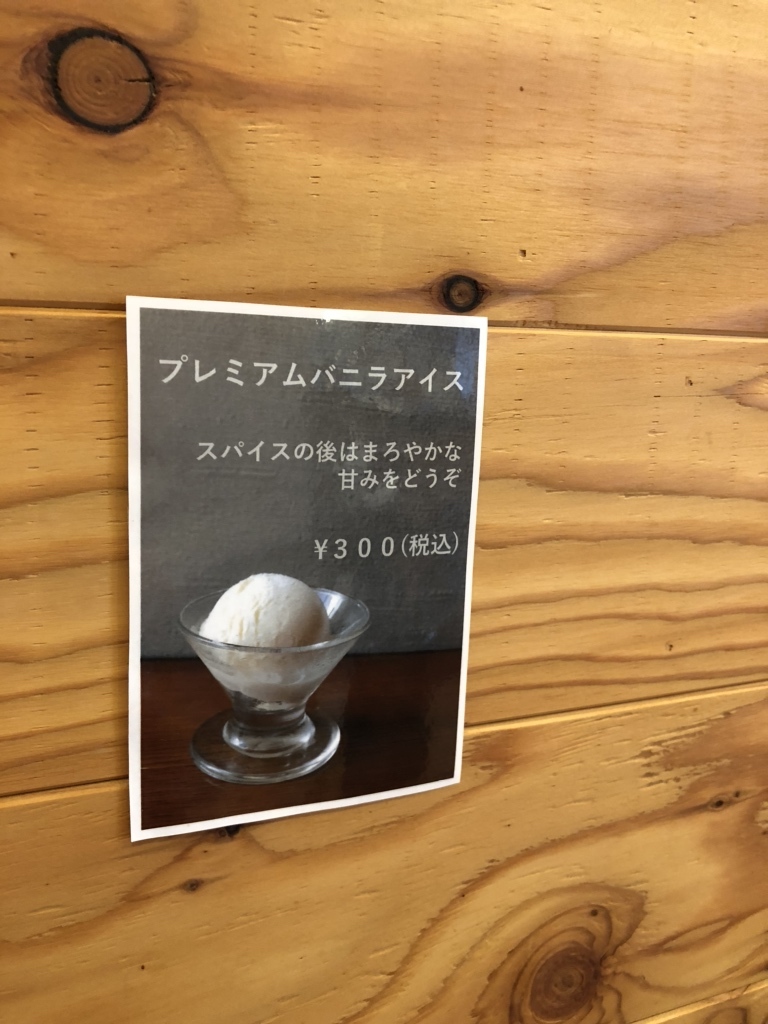 プレミアムバニラアイス
スパイスの後はまろやかな
甘みをどうぞ
¥３００(税込)